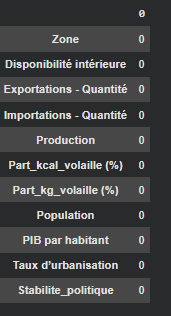 0
Zone 0
Disponibilité intérieure 0
Exportations - Quantité 0
Importations - Quantité 0
Production 0
Part_kcal_volaille (%) 0
Part_kg_volaille (%) 0
Population 0
PIB par habitant 0
Taux d'urbanisation 0
Stabilite_politique 0